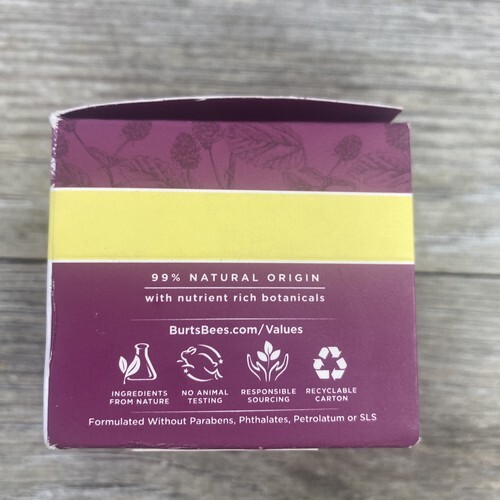 99% NATURAL ORIGIN
with nutrient rich botanicals
BurtsBees.com/Values
INGREDIENTS
FROM NATURE
NO ANIMAL
TESTING
RESPONSIBLE
SOURCING
RECYCLABLE
CARTON
Formulated Without Parabens, Phthalates, Petrolatum or SLS